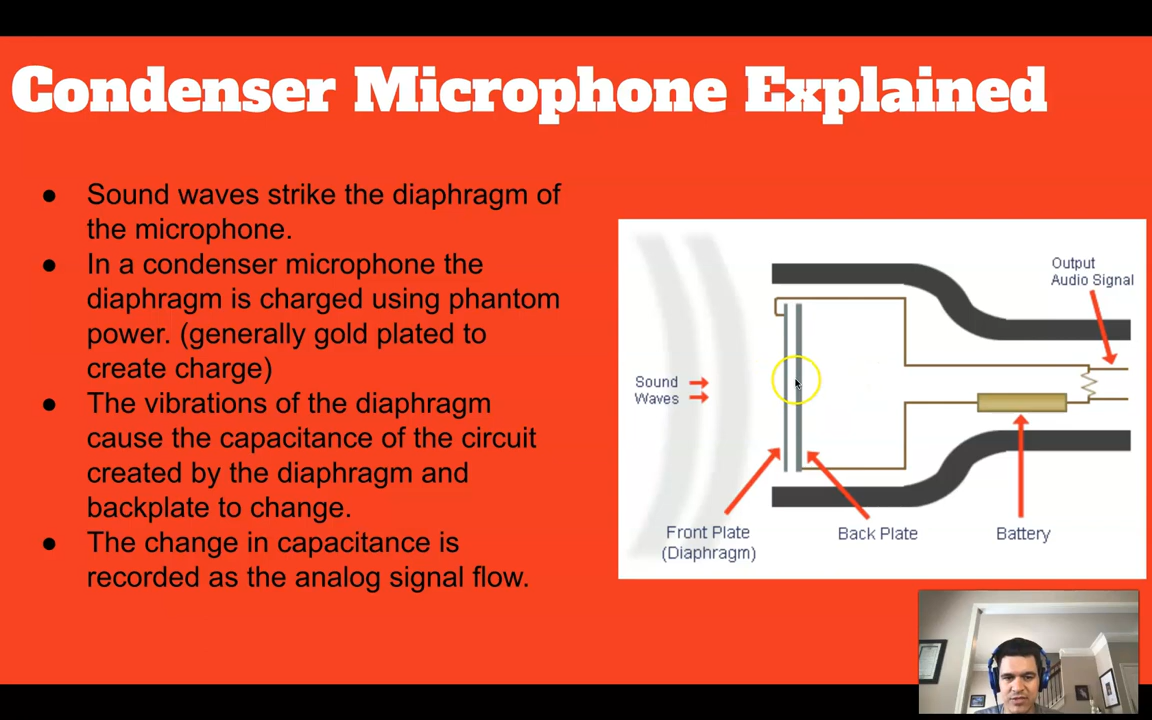 Condenser Microphone Explained
● Sound waves strike the diaphragm of
the microphone.
● In a condenser microphone the
diaphragm is charged using phantom
power. (generally gold plated to
create charge)
● The vibrations of the diaphragm
cause the capacitance of the circuit
created by the diaphragm and
backplate to change.
● The change in capacitance is
recorded as the analog signal flow.
Output
Audio Signal
Sound
Waves
Front Plate
(Diaphragm)
Back Plate
Battery